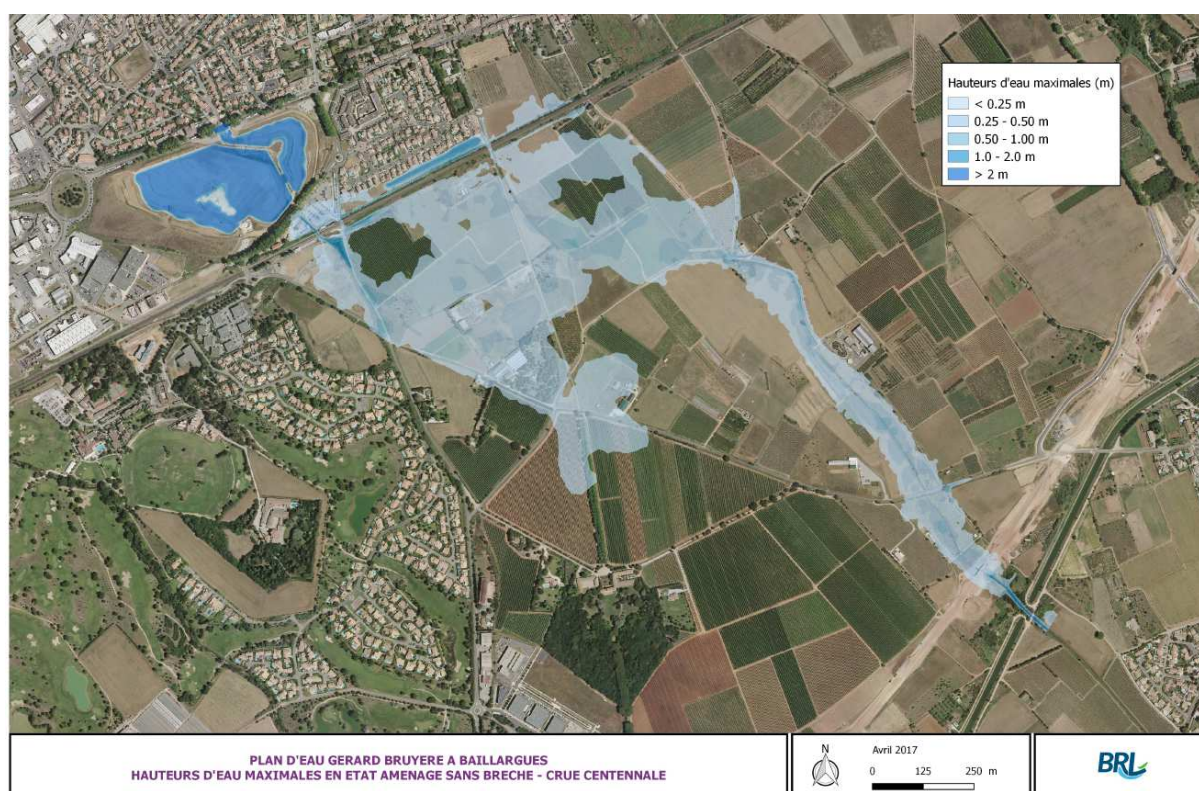 Hauteurs d'eau maximales (m)
< 0.25 m
0.25 - 0.50 m
0.50 - 1.00 m
1.0 - 2.0 m
> 2 m
PLAN D'EAU GERARD BRUYERE A BAILLARGUES
HAUTEURS D'EAU MAXIMALES EN ETAT AMENAGE SANS BRECHE - CRUE CENTENNALE
N
Avril 2017
0 125 250 m
BRL